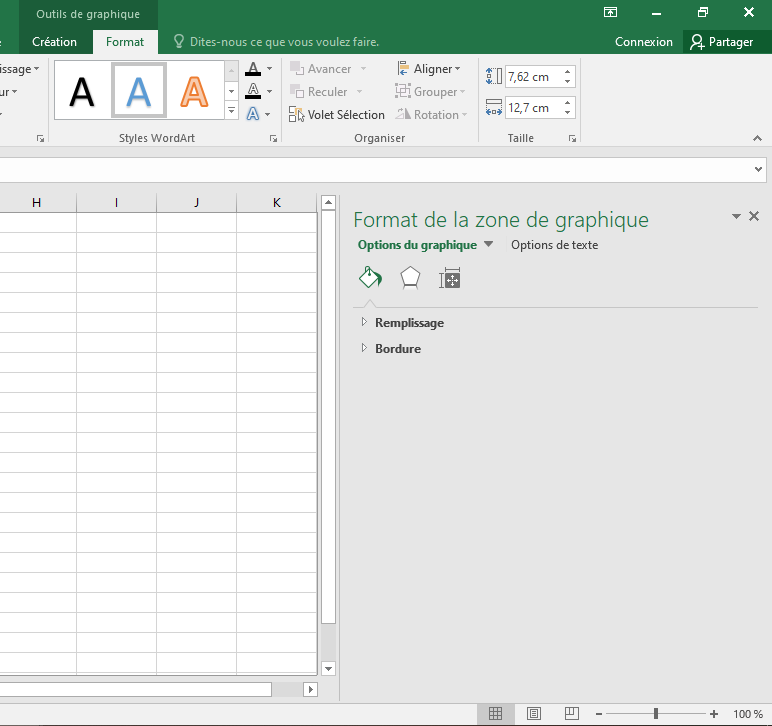 Outils de graphique
Création
Format
Dites-nous ce que vous voulez faire.
Connexion
Partager
Avancer
Reculer
Volet Sélection
Aligner
Grouper
Rotation
7,62 cm
12,7 cm
Styles WordArt
Organiser
Taille
H I J K
Format de la zone de graphique
Options du graphique
Options de texte
Remplissage
Bordure
100 %